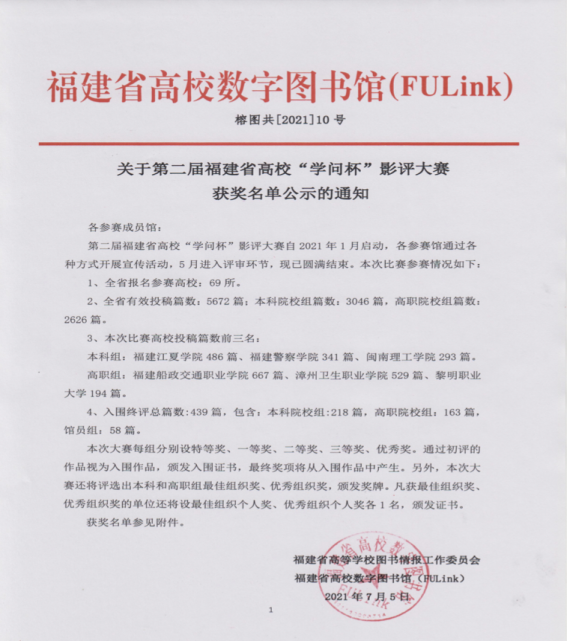 福建省高校数字图书馆(FULink)
榕图共[2021]10 号
关于第二届福建省高校“学问杯”影评大赛
获奖名单公示的通知
各参赛成员馆：
第二届福建省高校“学问杯”影评大赛自 2021 年 1 月启动，各参赛馆通过各
种方式开展宣传活动，5 月进入评审环节，现已圆满结束。本次比赛参赛情况如下：
1、全省报名参赛高校：69 所。
2、全省有效投稿篇数：5672 篇；本科院校组篇数：3046 篇，高职院校组篇数：
2626 篇。
3、本次比赛高校投稿篇数前三名：
本科组：福建江夏学院 486 篇、福建警察学院 341 篇、闽南理工学院 293 篇。
高职组：福建船政交通职业学院 667 篇、漳州卫生职业学院 529 篇、黎明职业
大学 194 篇。
4、入围终评总篇数:439 篇，包含：本科院校组:218 篇，高职院校组：163 篇，
馆员组：58 篇。
本次大赛每组分别设特等奖、一等奖、二等奖、三等奖、优秀奖。通过初评的
作品视为入围作品，颁发入围证书，最终奖项将从入围作品中产生。另外，本次大
赛还将评选出本科和高职组最佳组织奖、优秀组织奖，颁发奖牌。凡获最佳组织奖、
优秀组织奖的单位还将设最佳组织个人奖、优秀组织个人奖各 1 名，颁发证书。
获奖名单参见附件。
福建省高等学校图书情报工作委员会
福建省高校数字图书馆（FULink）
2021 年 7 月 5 日
福建省高校数字图书馆
FULink
1